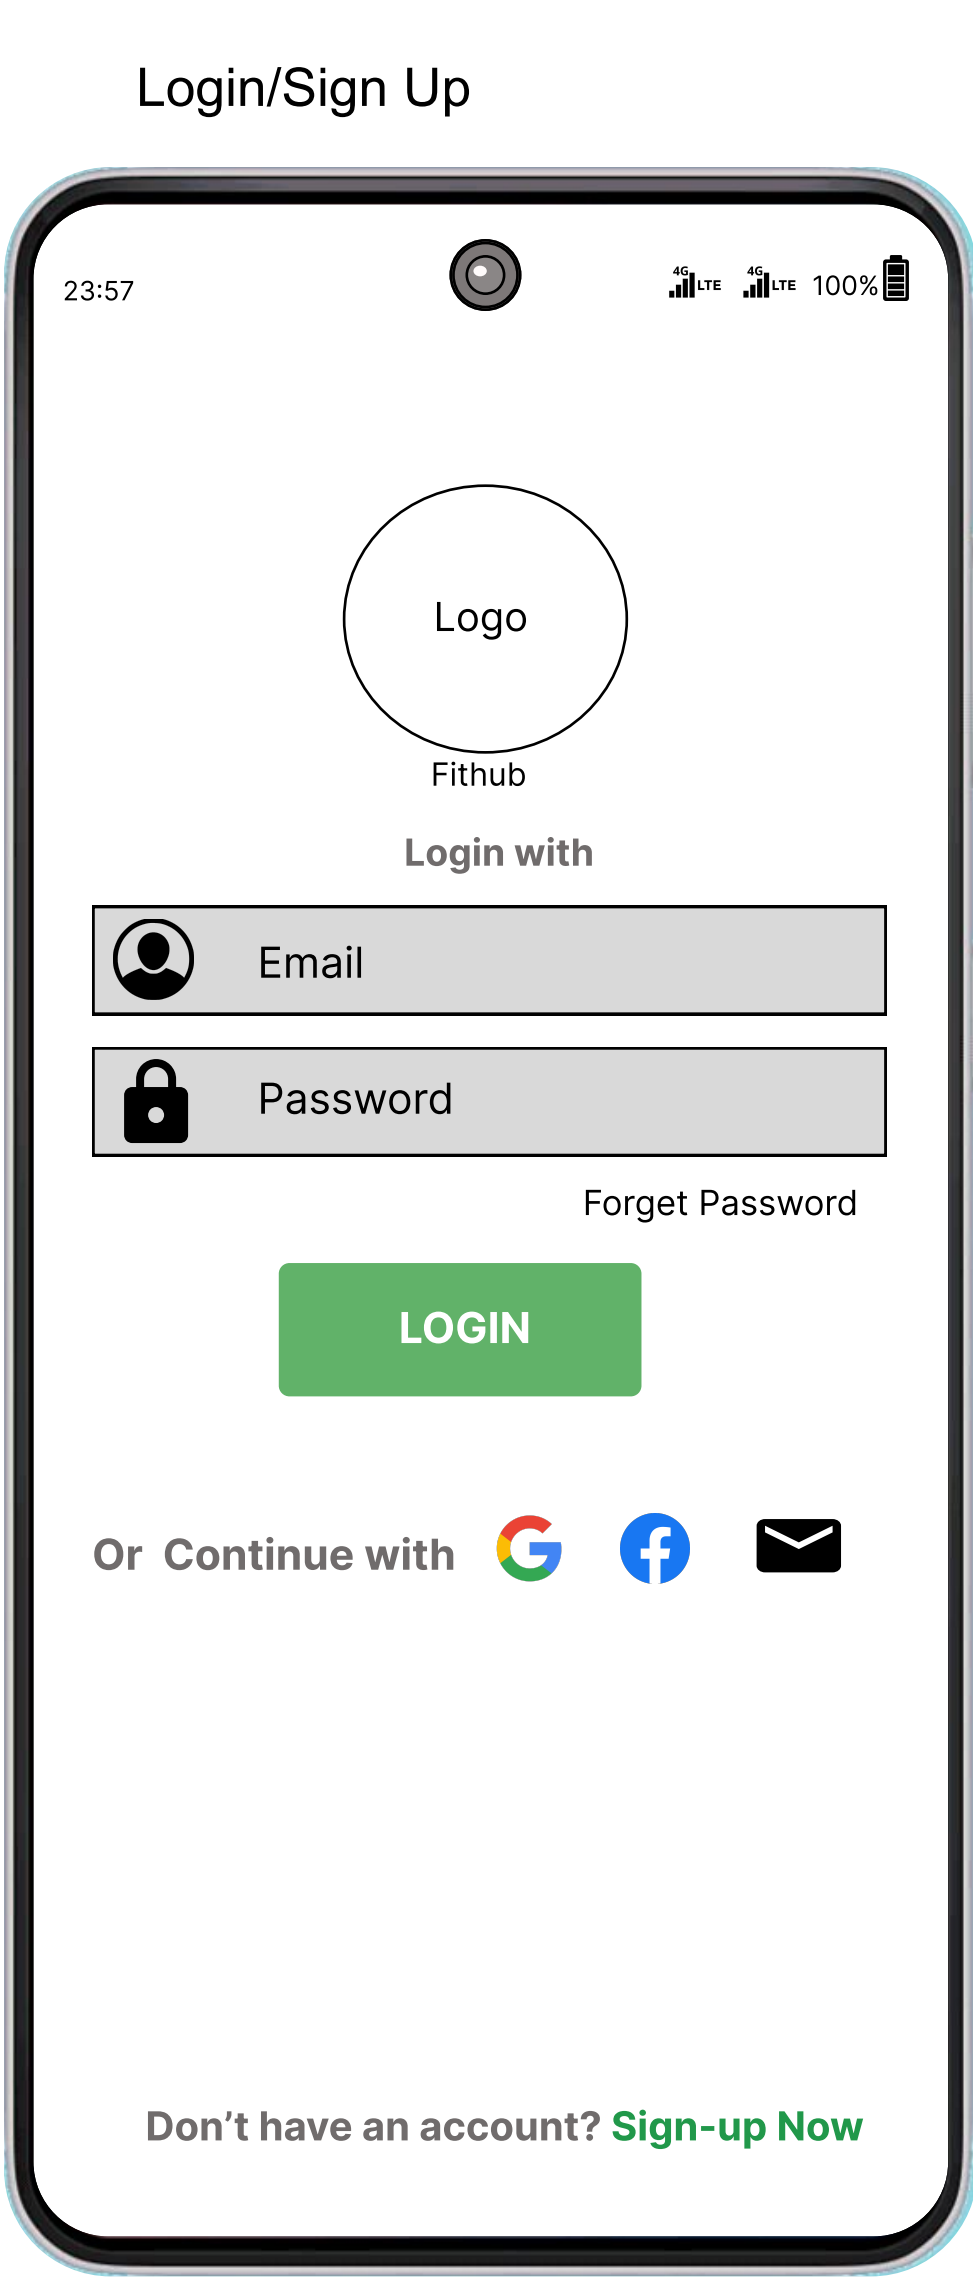 Login/Sign Up
23:57 4G LTE 4G LTE 100%
Logo
Fithub
Login with
Email
Password
Forget Password
LOGIN
Or Continue with
Don’t have an account? Sign-up Now